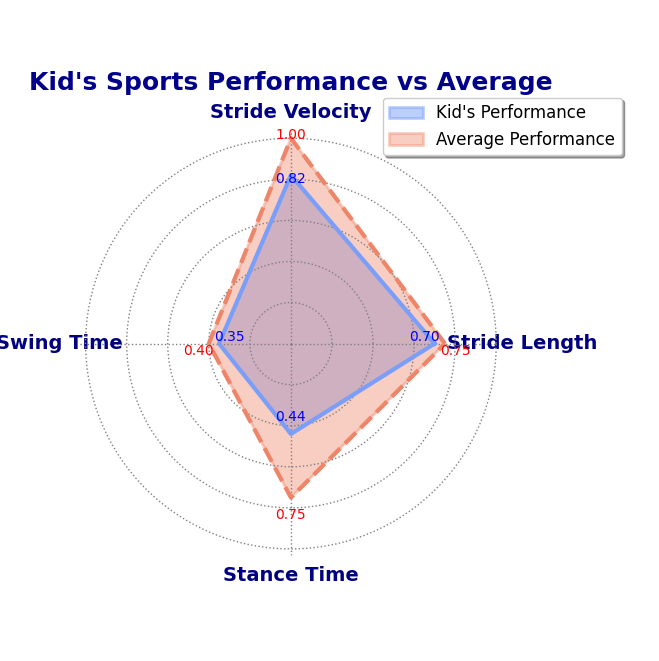 Kid's Sports Performance vs Average
Stride Velocity
Kid's Performance
Average Performance
1.00
0.82
Swing Time
0.35
0.40
0.70
0.75
Stride Length
0.44
0.75
Stance Time